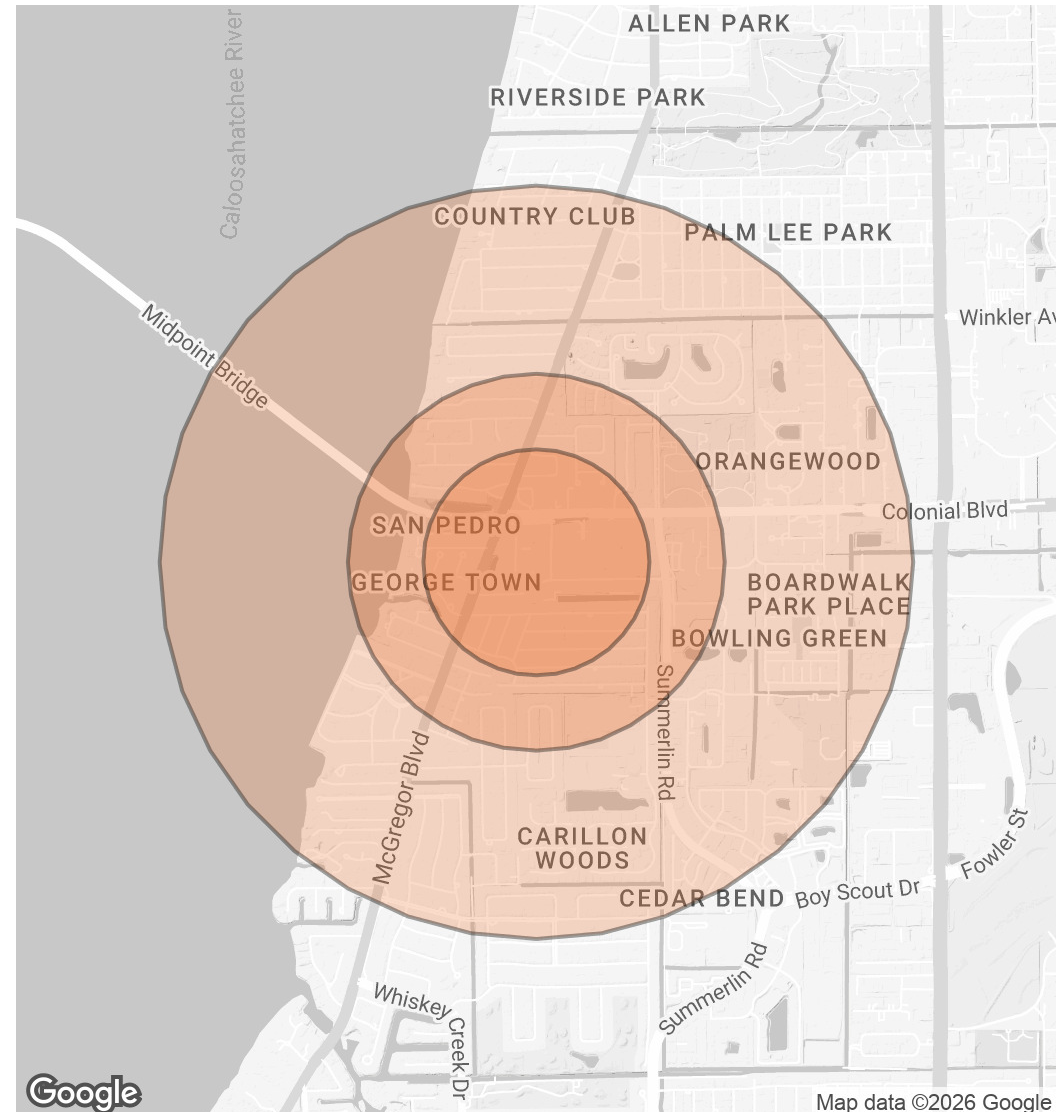 ALLEN PARK
Caloosahatchee River
RIVERSIDE PARK
COUNTRY CLUB
PALM LEE PARK
Midpoint Bridge
Winkler Av
ORANGEWOOD
Colonial Blvd
SAN PEDRO
GEORGE TOWN
BOARDWALK
PARK PLACE
BOWLING GREEN
Summerlin Rd
McGregor Blvd
CARILLON
WOODS
Fowler St
CEDAR BEND
Boy Scout Dr
Summerlin Rd
Whiskey Creek Dr
Google
Map data ©2026 Google